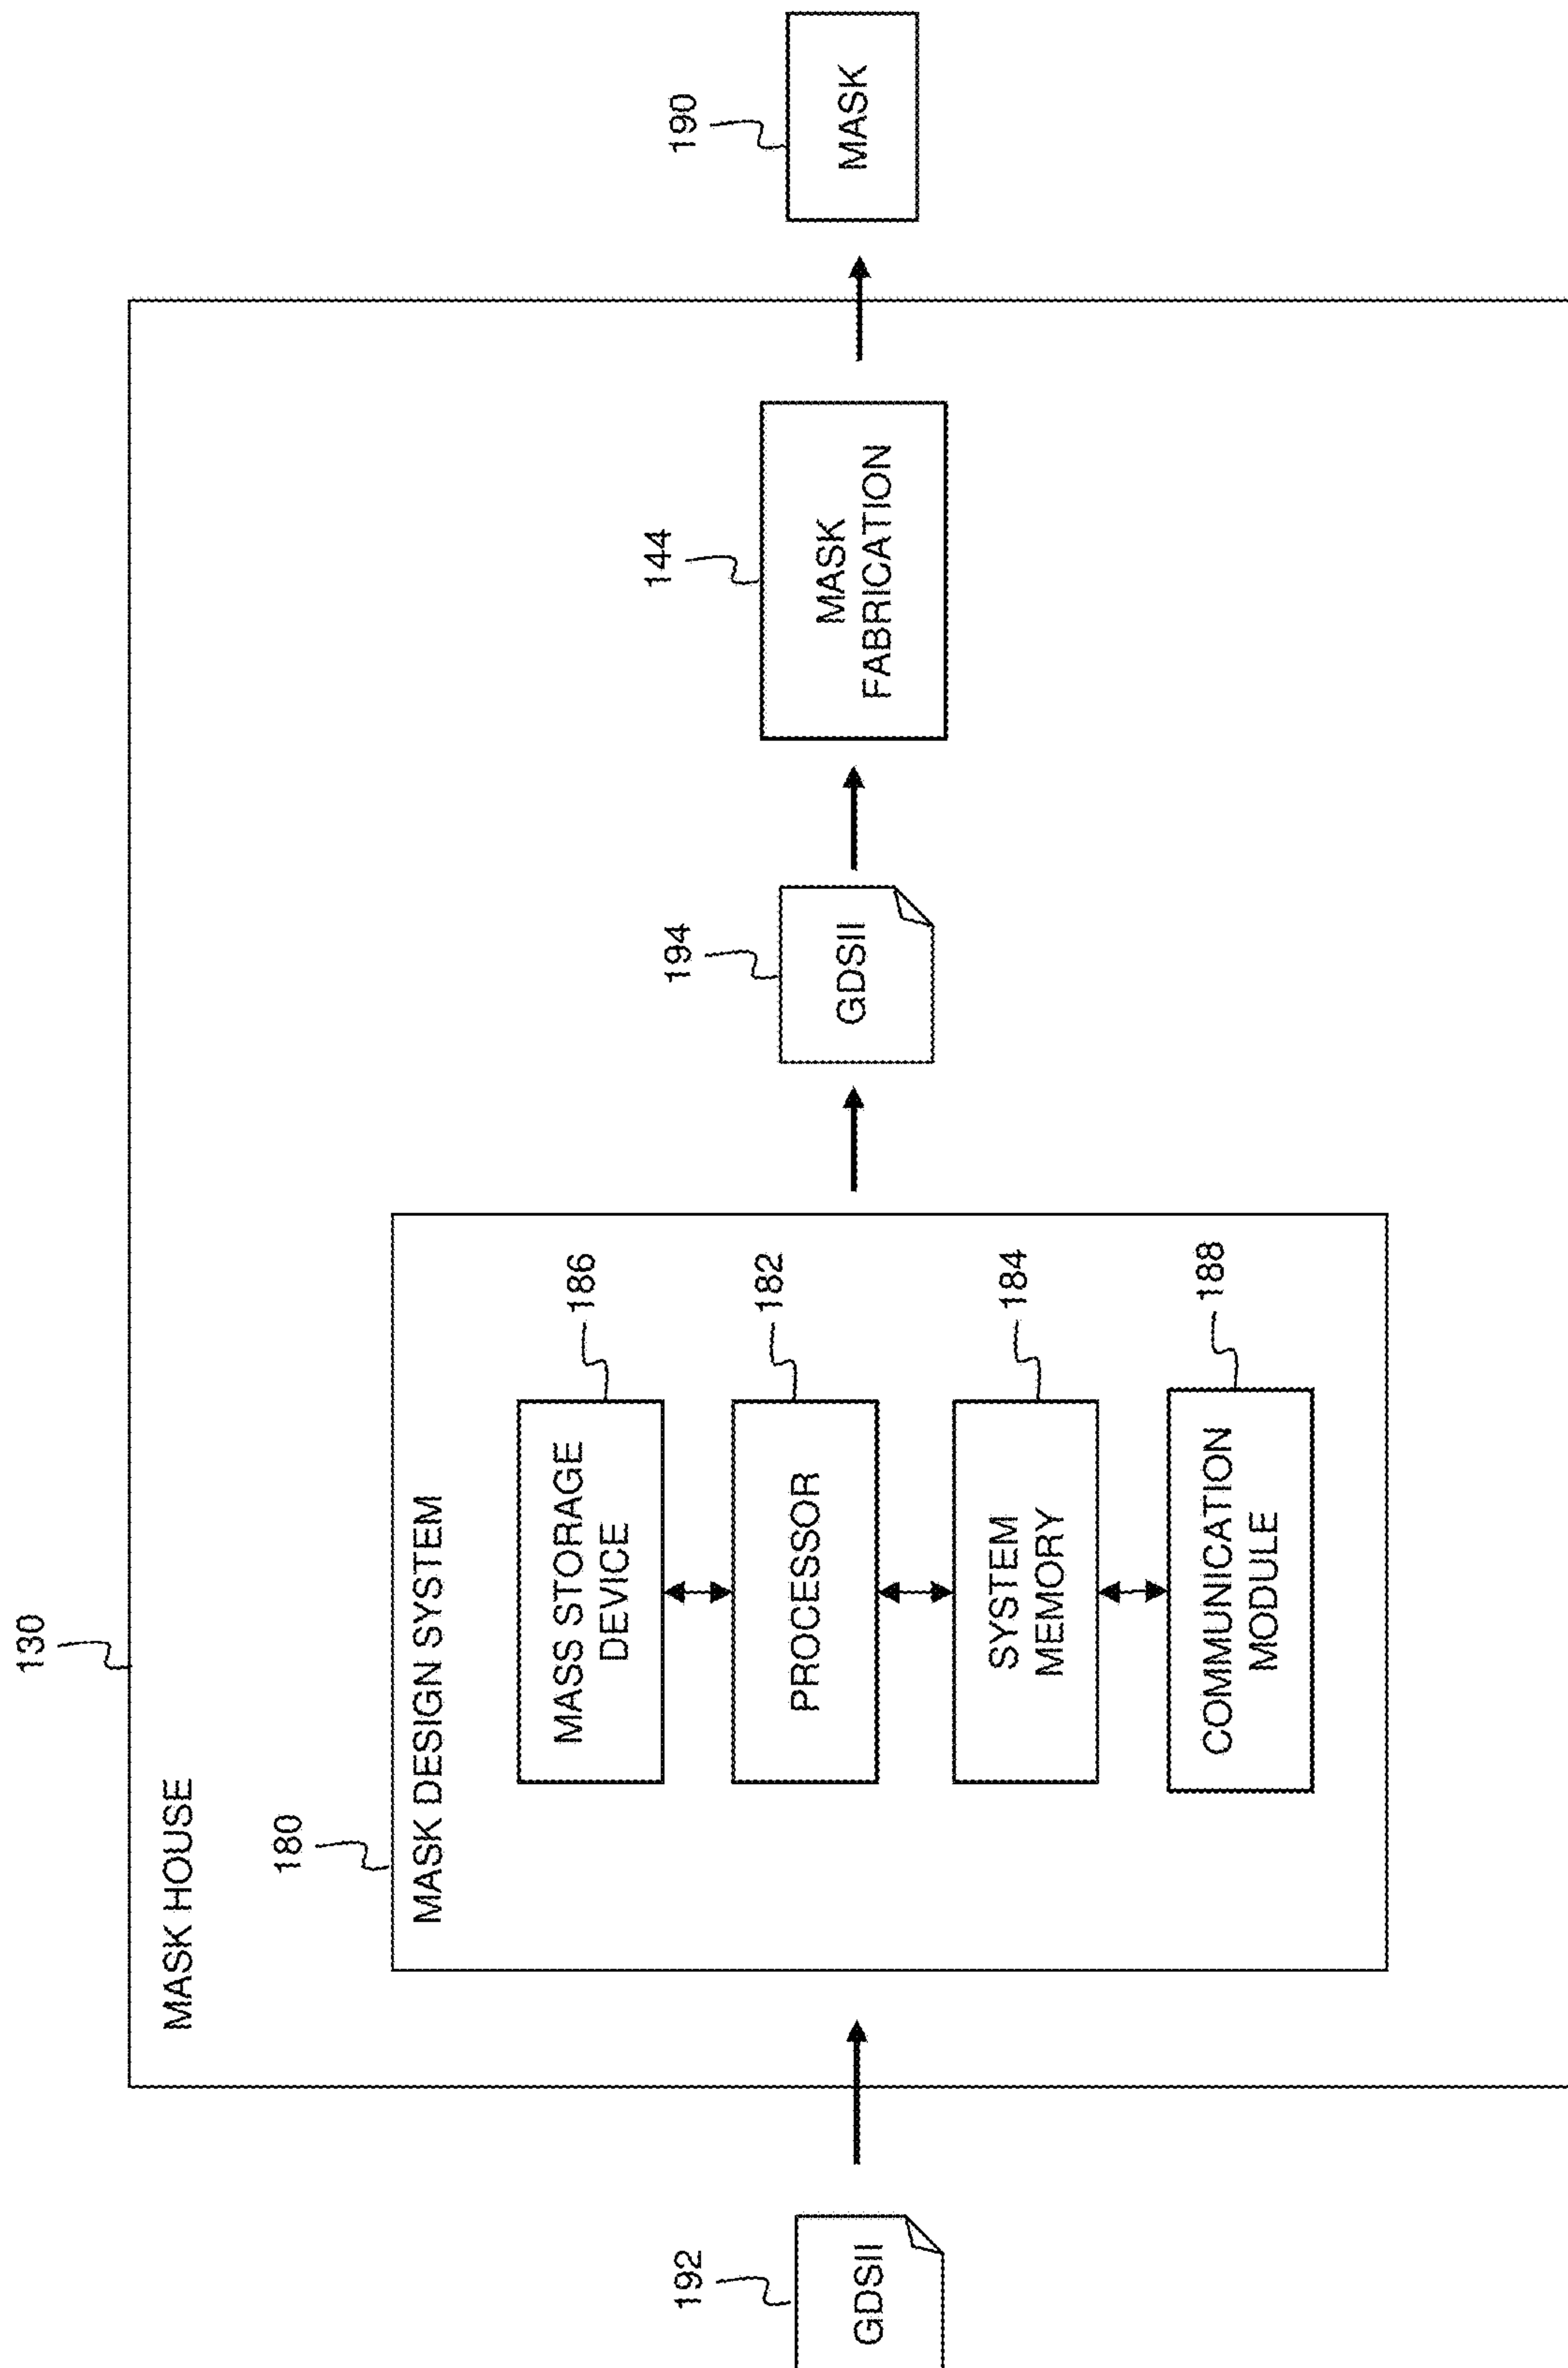 130
MASK HOUSE
180
MASK DESIGN SYSTEM
MASS STORAGE
DEVICE
186
PROCESSOR
182
SYSTEM
MEMORY
184
COMMUNICATION
MODULE
188
192
GDSII
194
GDSII
144
MASK
FABRICATION
190
MASK